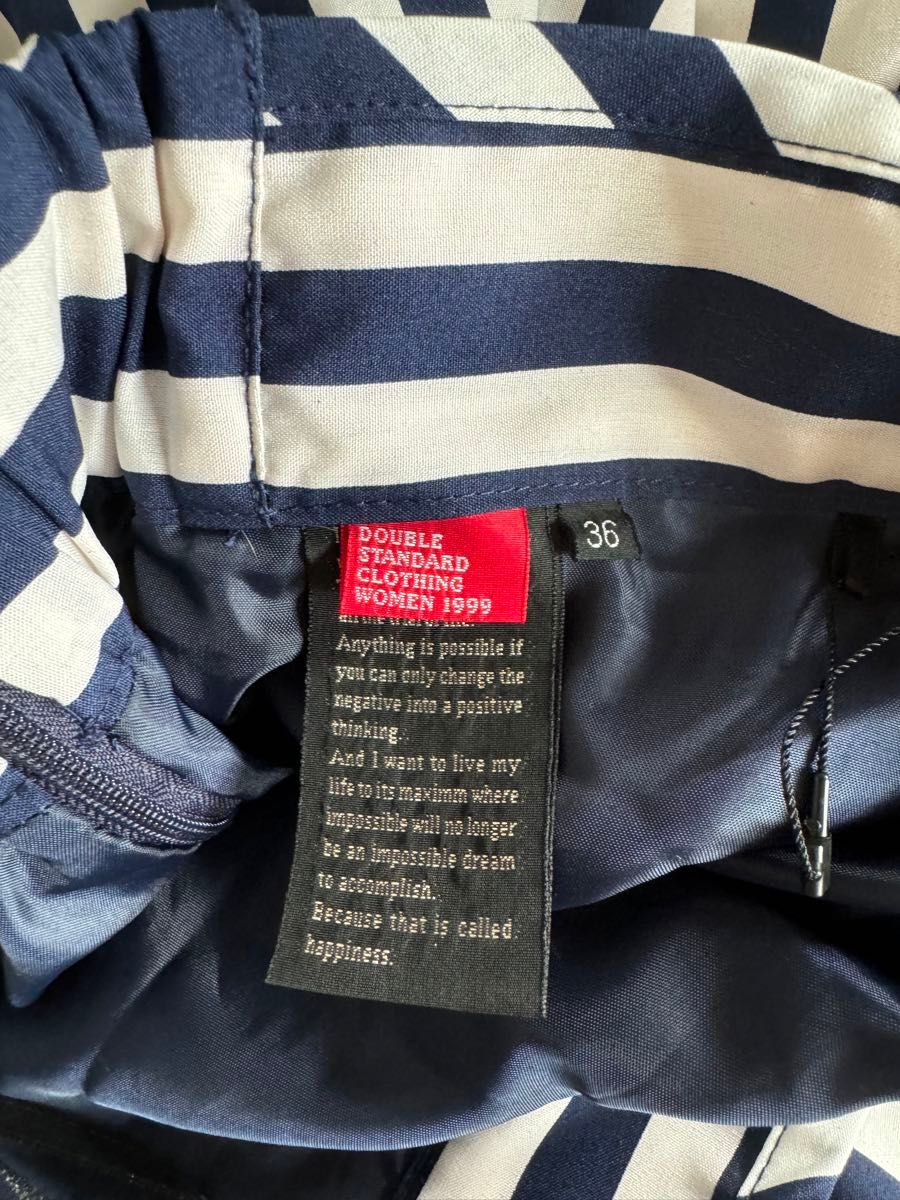 DOUBLE
STANDARD
CLOTHING
WOMEN 1999
36
Anything is possible if
you can only change the
negative into a positive
thinking.
And I want to live my
life to its maximm where
impossible will no longer
be an impossible dream
to accomplish.
Because that is called
happiness.